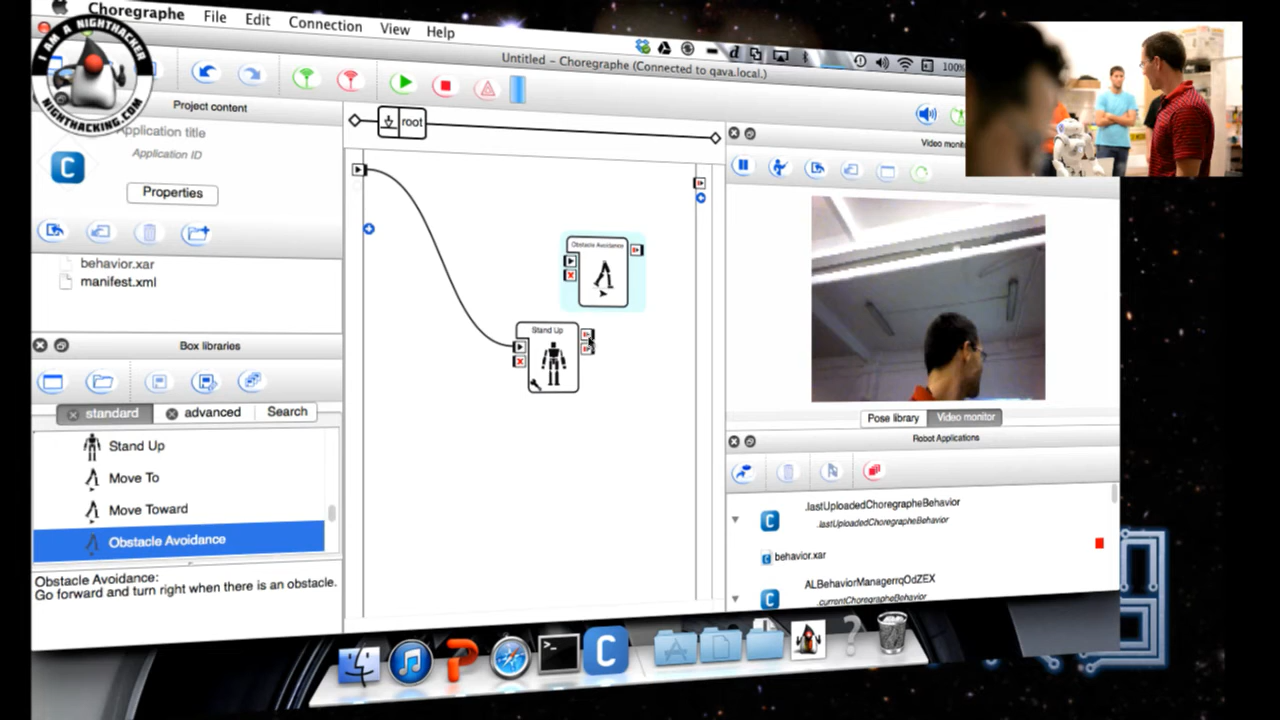 Choregraphe File Edit Connection View Help
I AM A NIGHTHACKER
NIGHTHACKING.COM
100%
Untitled – Choregraphe (Connected to qava.local.)
Project content
Application title
Application ID
C
Properties
behavior.xar
manifest.xml
root
Obstacle Avoidance
Stand Up
Box libraries
standard
advanced
Search
Stand Up
Move To
Move Toward
Obstacle Avoidance
Obstacle Avoidance:
Go forward and turn right when there is an obstacle.
Pose library
Video monitor
Robot Applications
C
.lastUploadedChoregrapheBehavior
.lastUploadedChoregrapheBehavior
behavior.xar
C
ALBehaviorManagerrqOdZEX
.currentChoregrapheBehavior
C